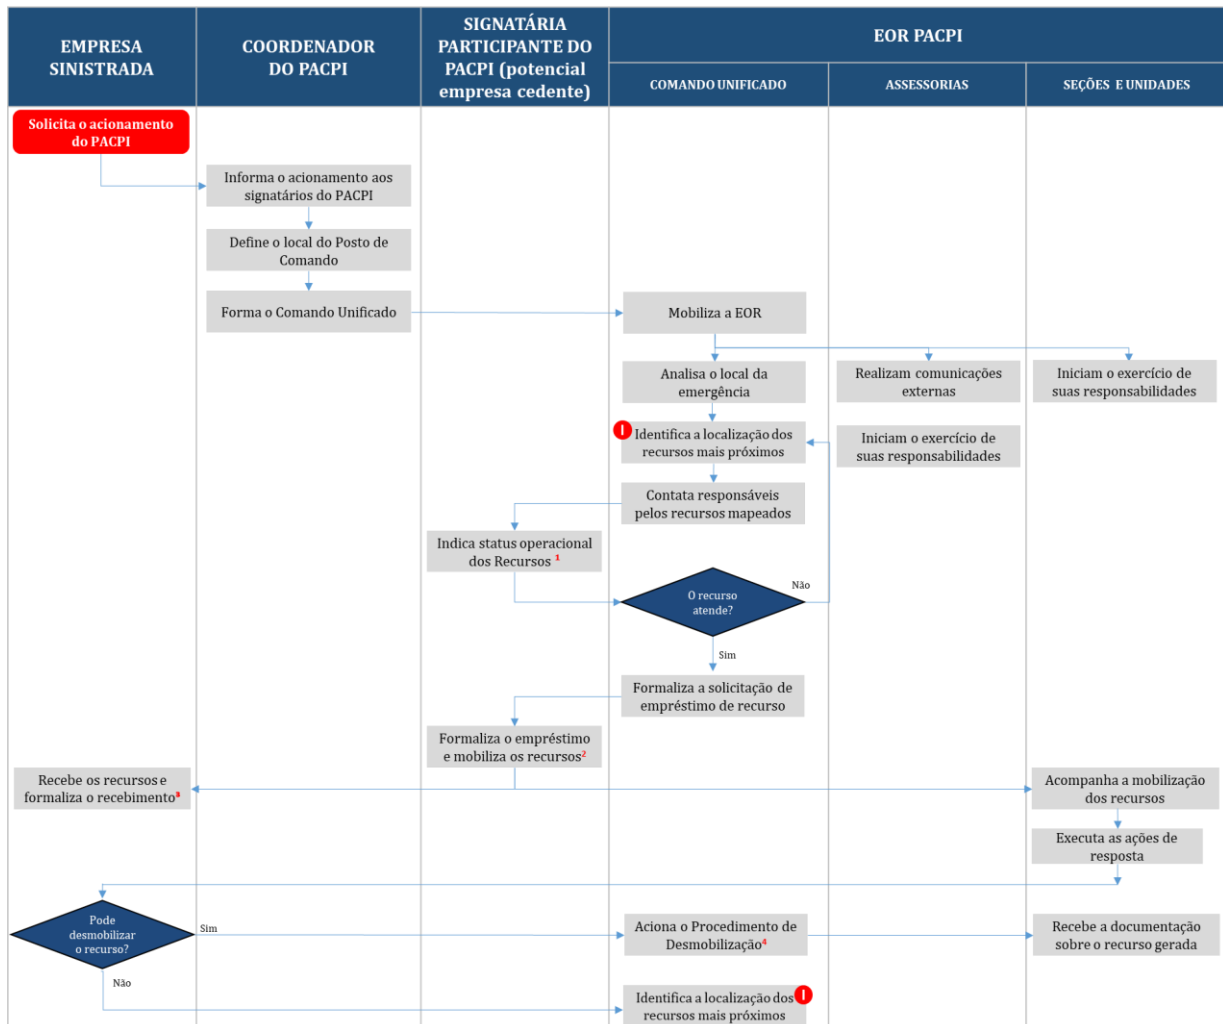 EMPRESA
SINISTRADA
COORDENADOR
DO PACPI
SIGNATÁRIA
PARTICIPANTE DO
PACPI (potencial
empresa cedente)
EOR PACPI
COMANDO UNIFICADO
ASSESSORIAS
SEÇÕES E UNIDADES
Solicita o acionamento
do PACPI
Informa o acionamento aos
signatários do PACPI
Define o local do Posto de
Comando
Forma o Comando Unificado
Mobiliza a EOR
Analisa o local da
emergência
Realizam comunicações
externas
Iniciam o exercício de
suas responsabilidades
I
Identifica a localização dos
recursos mais próximos
Iniciam o exercício de
suas responsabilidades
Contata responsáveis
pelos recursos mapeados
Indica status operacional
dos Recursos ¹
O recurso
atende?
Não
Sim
Formaliza a solicitação de
empréstimo de recurso
Formaliza o empréstimo
e mobiliza os recursos²
Recebe os recursos e
formaliza o recebimento³
Acompanha a mobilização
dos recursos
Executa as ações de
resposta
Pode
desmobilizar
o recurso?
Sim
Aciona o Procedimento de
Desmobilização⁴
Recebe a documentação
sobre o recurso gerada
Não
Identifica a localização dos
recursos mais próximos
I